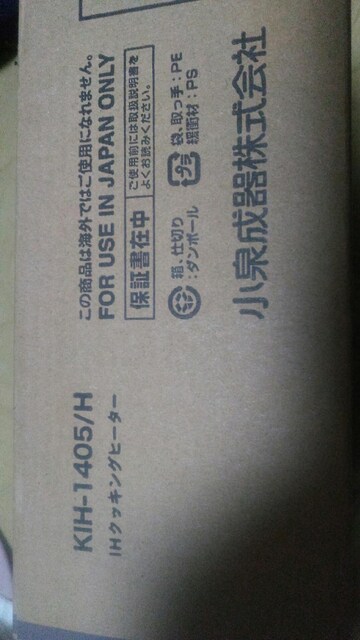 KIH-1405/H
IHクッキングヒーター
この商品は海外ではご使用になれません。
FOR USE IN JAPAN ONLY
保証書在中
ご使用前には取扱説明書を
よくお読みください。
箱、仕切り
:ダンボール
プラ
袋、取っ手:PE
緩衝材:PS
小泉成器株式会社